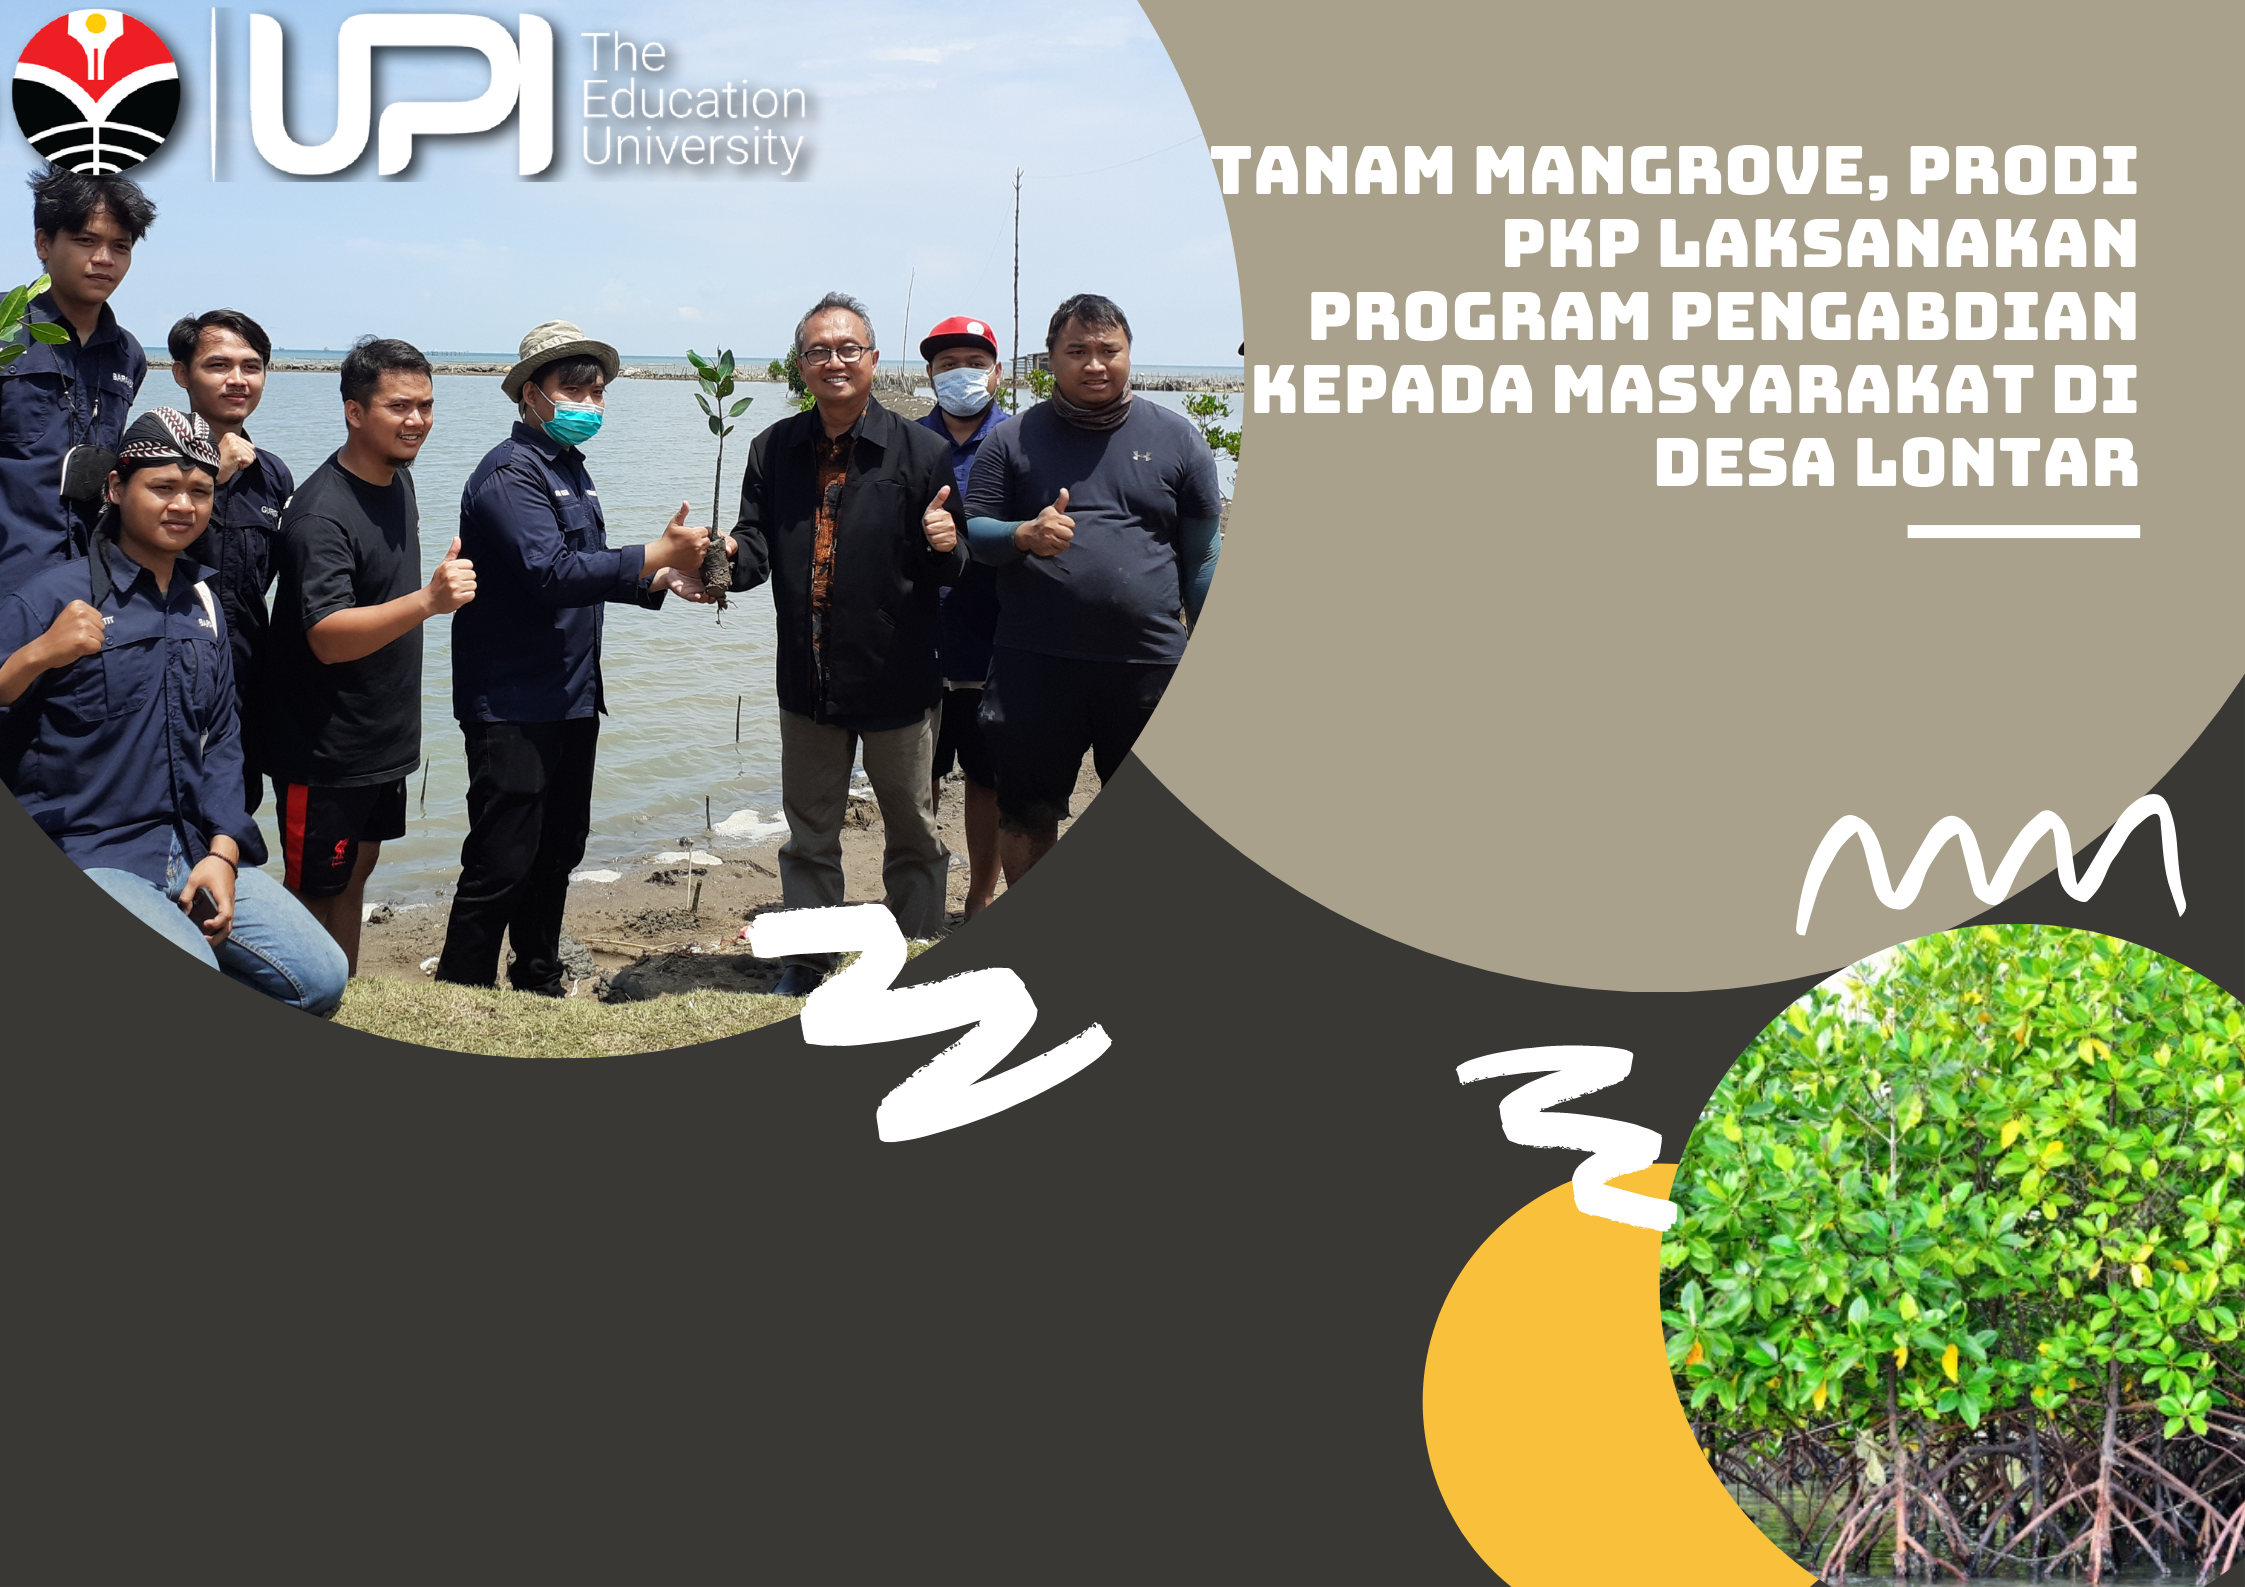 UPI
The
Education
University
TANAM MANGROVE, PRODI
PKP LAKSANAKAN
PROGRAM PENGABDIAN
KEPADA MASYARAKAT DI
DESA LONTAR